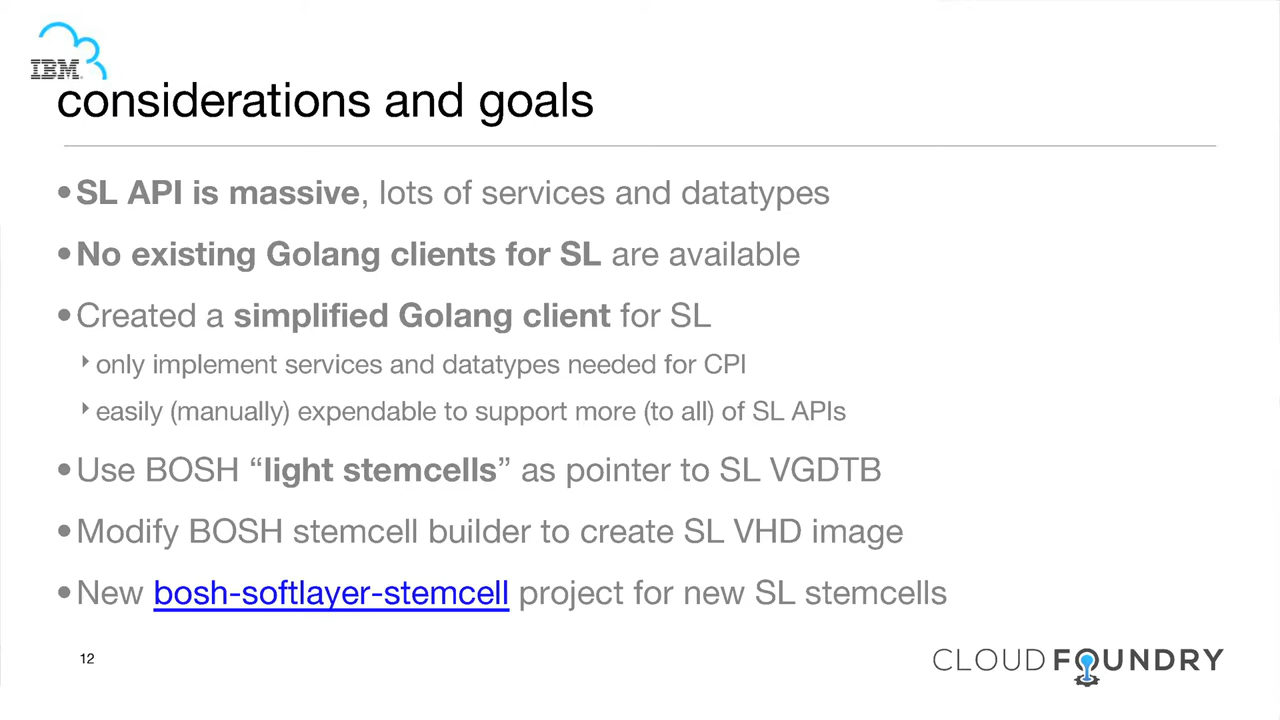 IBM
considerations and goals
•SL API is massive, lots of services and datatypes
•No existing Golang clients for SL are available
•Created a simplified Golang client for SL
‣only implement services and datatypes needed for CPI
‣easily (manually) expendable to support more (to all) of SL APIs
•Use BOSH “light stemcells” as pointer to SL VGDTB
•Modify BOSH stemcell builder to create SL VHD image
•New bosh-softlayer-stemcell project for new SL stemcells
12
CLOUD FOUNDRY